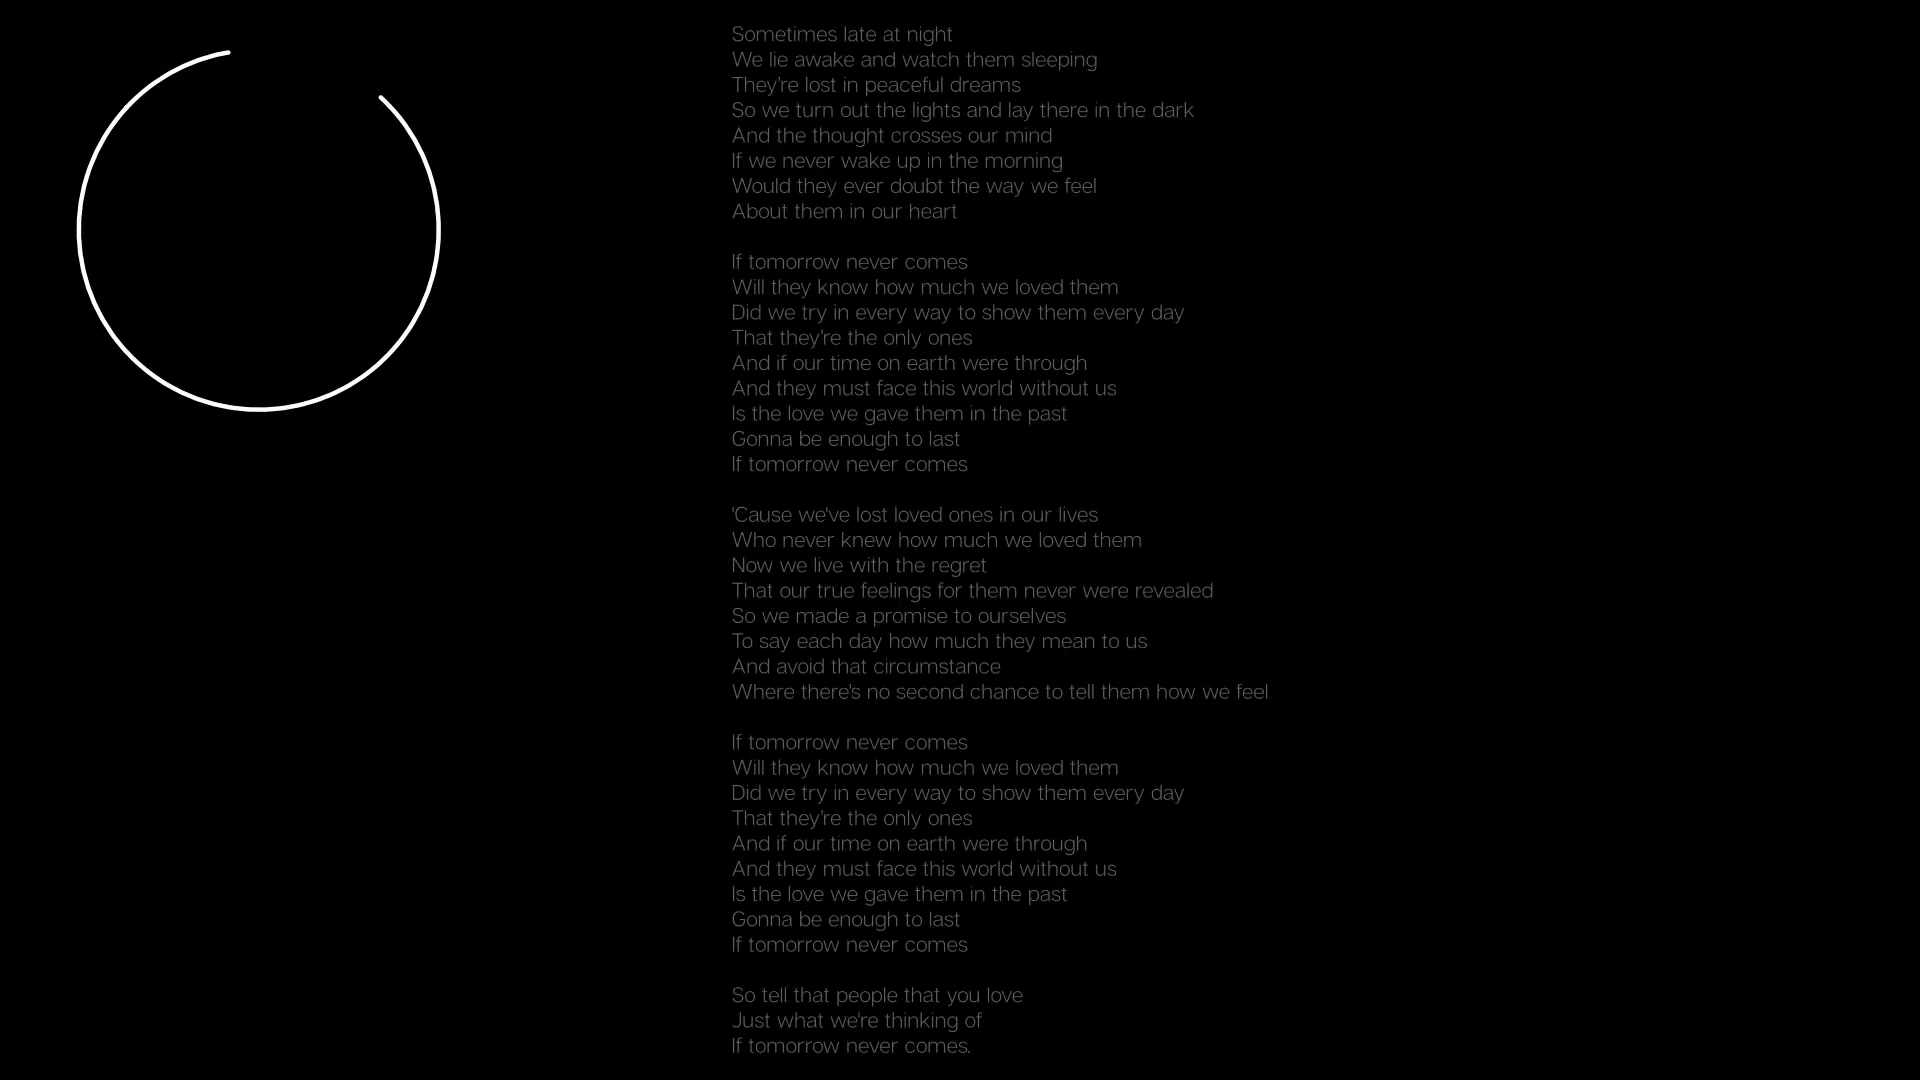 Sometimes late at night
We lie awake and watch them sleeping
They're lost in peaceful dreams
So we turn out the lights and lay there in the dark
And the thought crosses our mind
If we never wake up in the morning
Would they ever doubt the way we feel
About them in our heart

If tomorrow never comes
Will they know how much we loved them
Did we try in every way to show them every day
That they're the only ones
And if our time on earth were through
And they must face this world without us
Is the love we gave them in the past
Gonna be enough to last
If tomorrow never comes

'Cause we've lost loved ones in our lives
Who never knew how much we loved them
Now we live with the regret
That our true feelings for them never were revealed
So we made a promise to ourselves
To say each day how much they mean to us
And avoid that circumstance
Where there's no second chance to tell them how we feel

If tomorrow never comes
Will they know how much we loved them
Did we try in every way to show them every day
That they're the only ones
And if our time on earth were through
And they must face this world without us
Is the love we gave them in the past
Gonna be enough to last
If tomorrow never comes

So tell that people that you love
Just what we're thinking of
If tomorrow never comes.